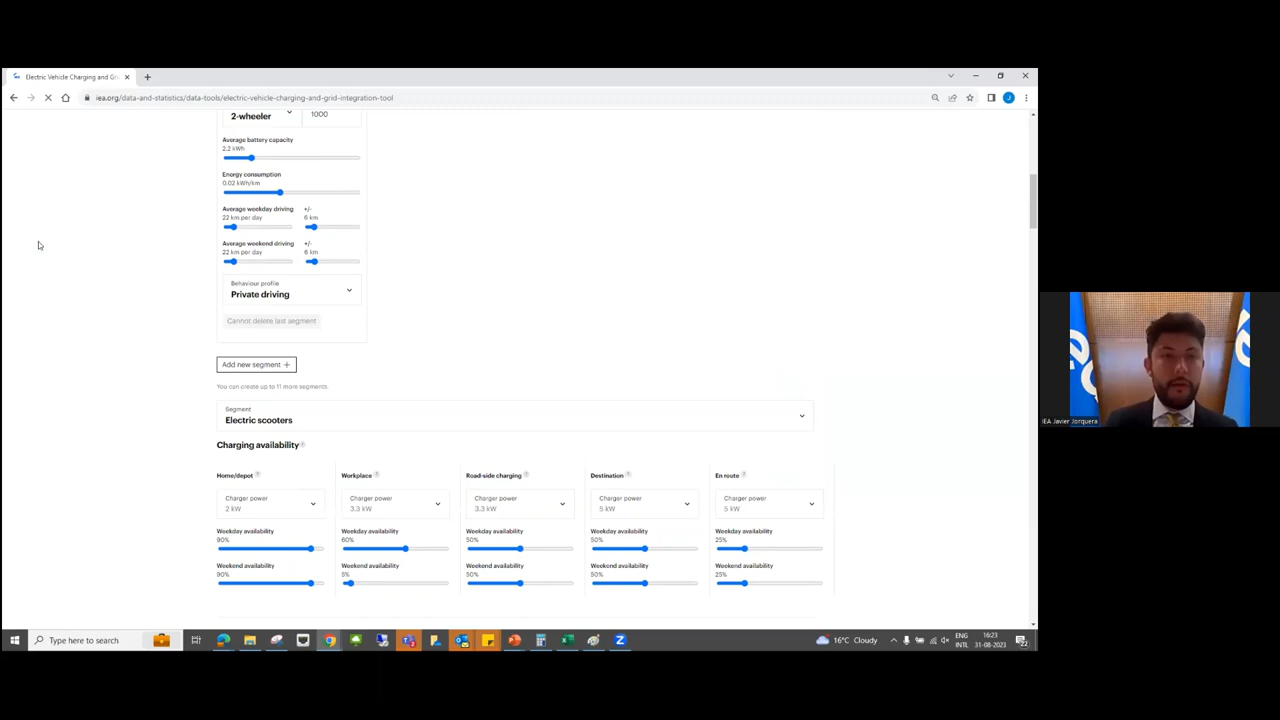 Electric Vehicle Charging and Gri
iea.org/data-and-statistics/data-tools/electric-vehicle-charging-and-grid-integration-tool
2-wheeler
1000
Average battery capacity
2.2 kWh
Energy consumption
0.02 kWh/km
Average weekday driving
+/-
22 km per day
6 km
Average weekend driving
+/-
22 km per day
6 km
Behaviour profile
Private driving
Cannot delete last segment
Add new segment +
You can create up to 11 more segments.
Segment
Electric scooters
Charging availability
Home/depot
Workplace
Road-side charging
Destination
En route
Charger power
Charger power
Charger power
Charger power
Charger power
2 kW
3.3 kW
3.3 kW
5 kW
5 kW
Weekday availability
Weekday availability
Weekday availability
Weekday availability
Weekday availability
90%
60%
50%
50%
25%
Weekend availability
Weekend availability
Weekend availability
Weekend availability
Weekend availability
90%
5%
50%
50%
25%
IEA Javier Jorquera
Type here to search
16°C Cloudy
ENG
INTL
16:23
31-08-2023